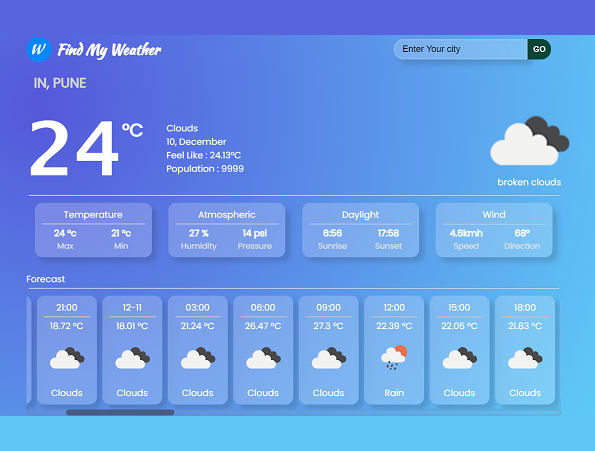 W Find My Weather
Enter Your city GO
IN, PUNE
24 °C
Clouds
10, December
Feel Like : 24.13°C
Population : 9999
broken clouds
Temperature Atmospheric Daylight Wind
24 °c 21 °c 27 % 14 psi 6:56 17:58 4.6kmh 68°
Max Min Humidity Pressure Sunrise Sunset Speed Direction
Forecast
21:00 12-11 03:00 06:00 09:00 12:00 15:00 18:00
18.72 °C 18.01 °C 21.24 °C 26.47 °C 27.3 °C 22.39 °C 22.05 °C 21.83 °C
Clouds Clouds Clouds Clouds Clouds Rain Clouds Clouds